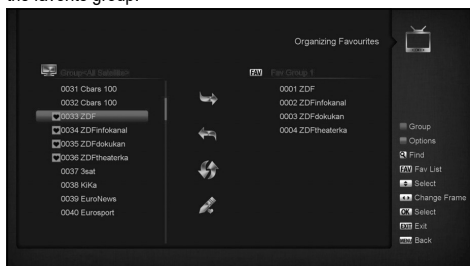 the favorite group.
Organizing Favourites
Group<All Satellite>
FAV Fav Group 1
0031 Cbars 100
0032 Cbars 100
0033 ZDF
0034 ZDFinfokanal
0035 ZDFdokukan
0036 ZDFtheaterka
0037 3sat
0038 KiKa
0039 EuroNews
0040 Eurosport
0001 ZDF
0002 ZDFinfokanal
0003 ZDFdokukan
0004 ZDFtheaterka
Group
Options
Find
FAV Fav List
Select
Change Frame
OK Select
EXIT Exit
MENU Back